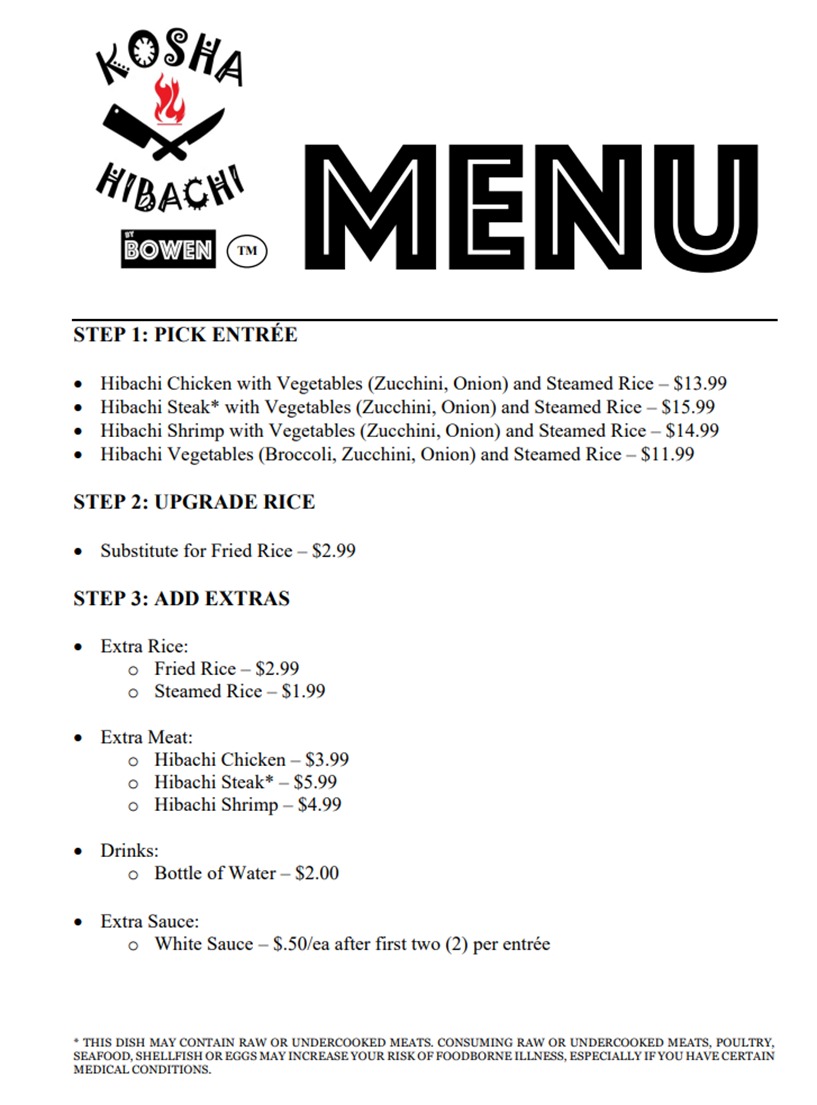 KOSHA
HIBACHI
BY
BOWEN
TM
MENU
STEP 1: PICK ENTRÉE
• Hibachi Chicken with Vegetables (Zucchini, Onion) and Steamed Rice – $13.99
• Hibachi Steak* with Vegetables (Zucchini, Onion) and Steamed Rice – $15.99
• Hibachi Shrimp with Vegetables (Zucchini, Onion) and Steamed Rice – $14.99
• Hibachi Vegetables (Broccoli, Zucchini, Onion) and Steamed Rice – $11.99
STEP 2: UPGRADE RICE
• Substitute for Fried Rice – $2.99
STEP 3: ADD EXTRAS
• Extra Rice:
o Fried Rice – $2.99
o Steamed Rice – $1.99
• Extra Meat:
o Hibachi Chicken – $3.99
o Hibachi Steak* – $5.99
o Hibachi Shrimp – $4.99
• Drinks:
o Bottle of Water – $2.00
• Extra Sauce:
o White Sauce – $.50/ea after first two (2) per entrée
* THIS DISH MAY CONTAIN RAW OR UNDERCOOKED MEATS. CONSUMING RAW OR UNDERCOOKED MEATS, POULTRY,
SEAFOOD, SHELLFISH OR EGGS MAY INCREASE YOUR RISK OF FOODBORNE ILLNESS, ESPECIALLY IF YOU HAVE CERTAIN
MEDICAL CONDITIONS.